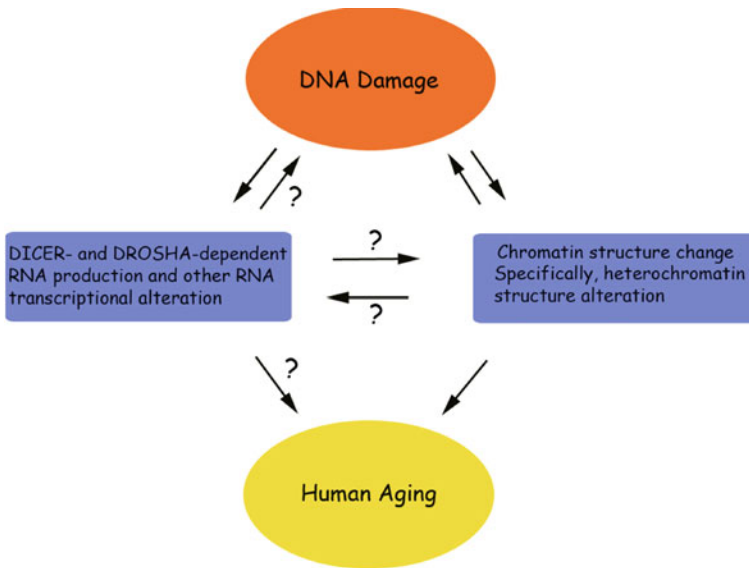 DNA Damage
?
DICER- and DROSHA-dependent
RNA production and other RNA
transcriptional alteration
?
?
Chromatin structure change
Specifically, heterochromatin
structure alteration
?
Human Aging